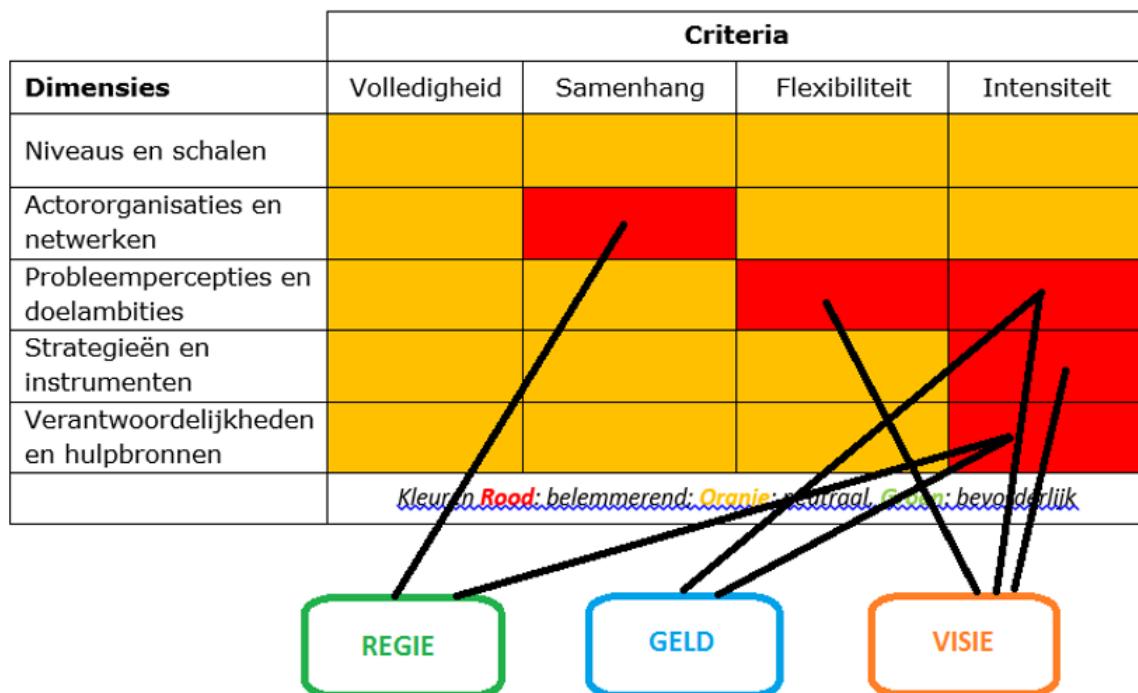 Criteria
Dimensies Volledigheid Samenhang Flexibiliteit Intensiteit
Niveaus en schalen
Actororganisaties en
netwerken
Probleempercepties en
doelambities
Strategieën en
instrumenten
Verantwoordelijkheden
en hulpbronnen
Kleuren Rood: belemmerend; Oranje: neutraal, Groen: bevorderlijk
REGIE GELD VISIE